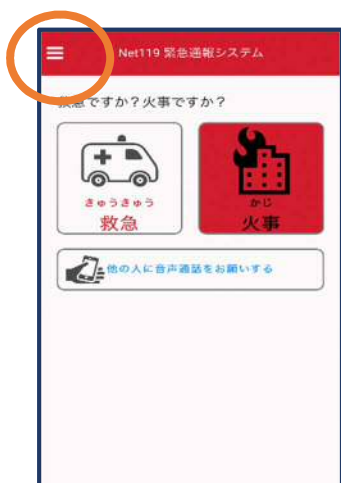 Net119 緊急通報システム
救急ですか？火事ですか？
きゅうきゅう
救急
かじ
火事
他の人に音声通話をお願いする